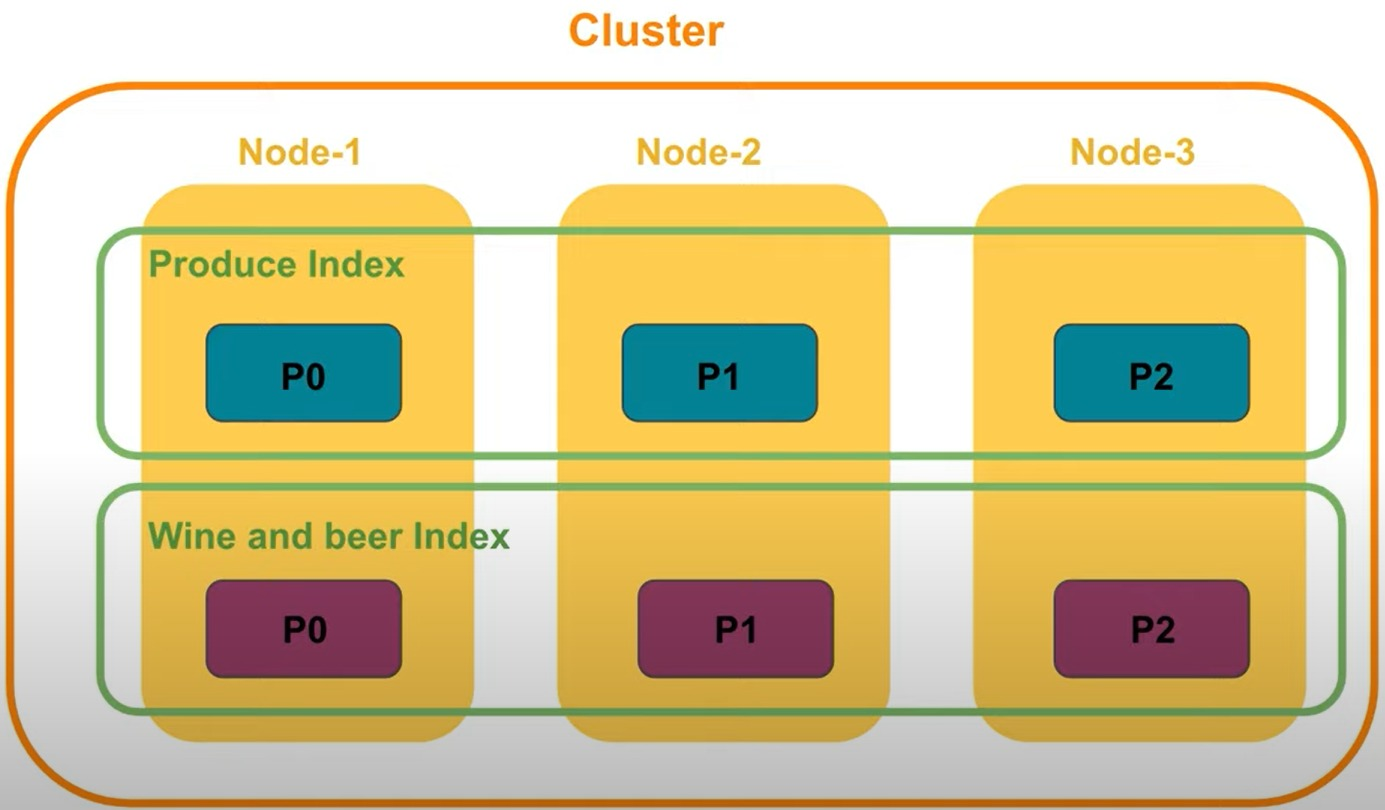 Cluster
Node-1
Node-2
Node-3
Produce Index
P0
P1
P2
Wine and beer Index
P0
P1
P2